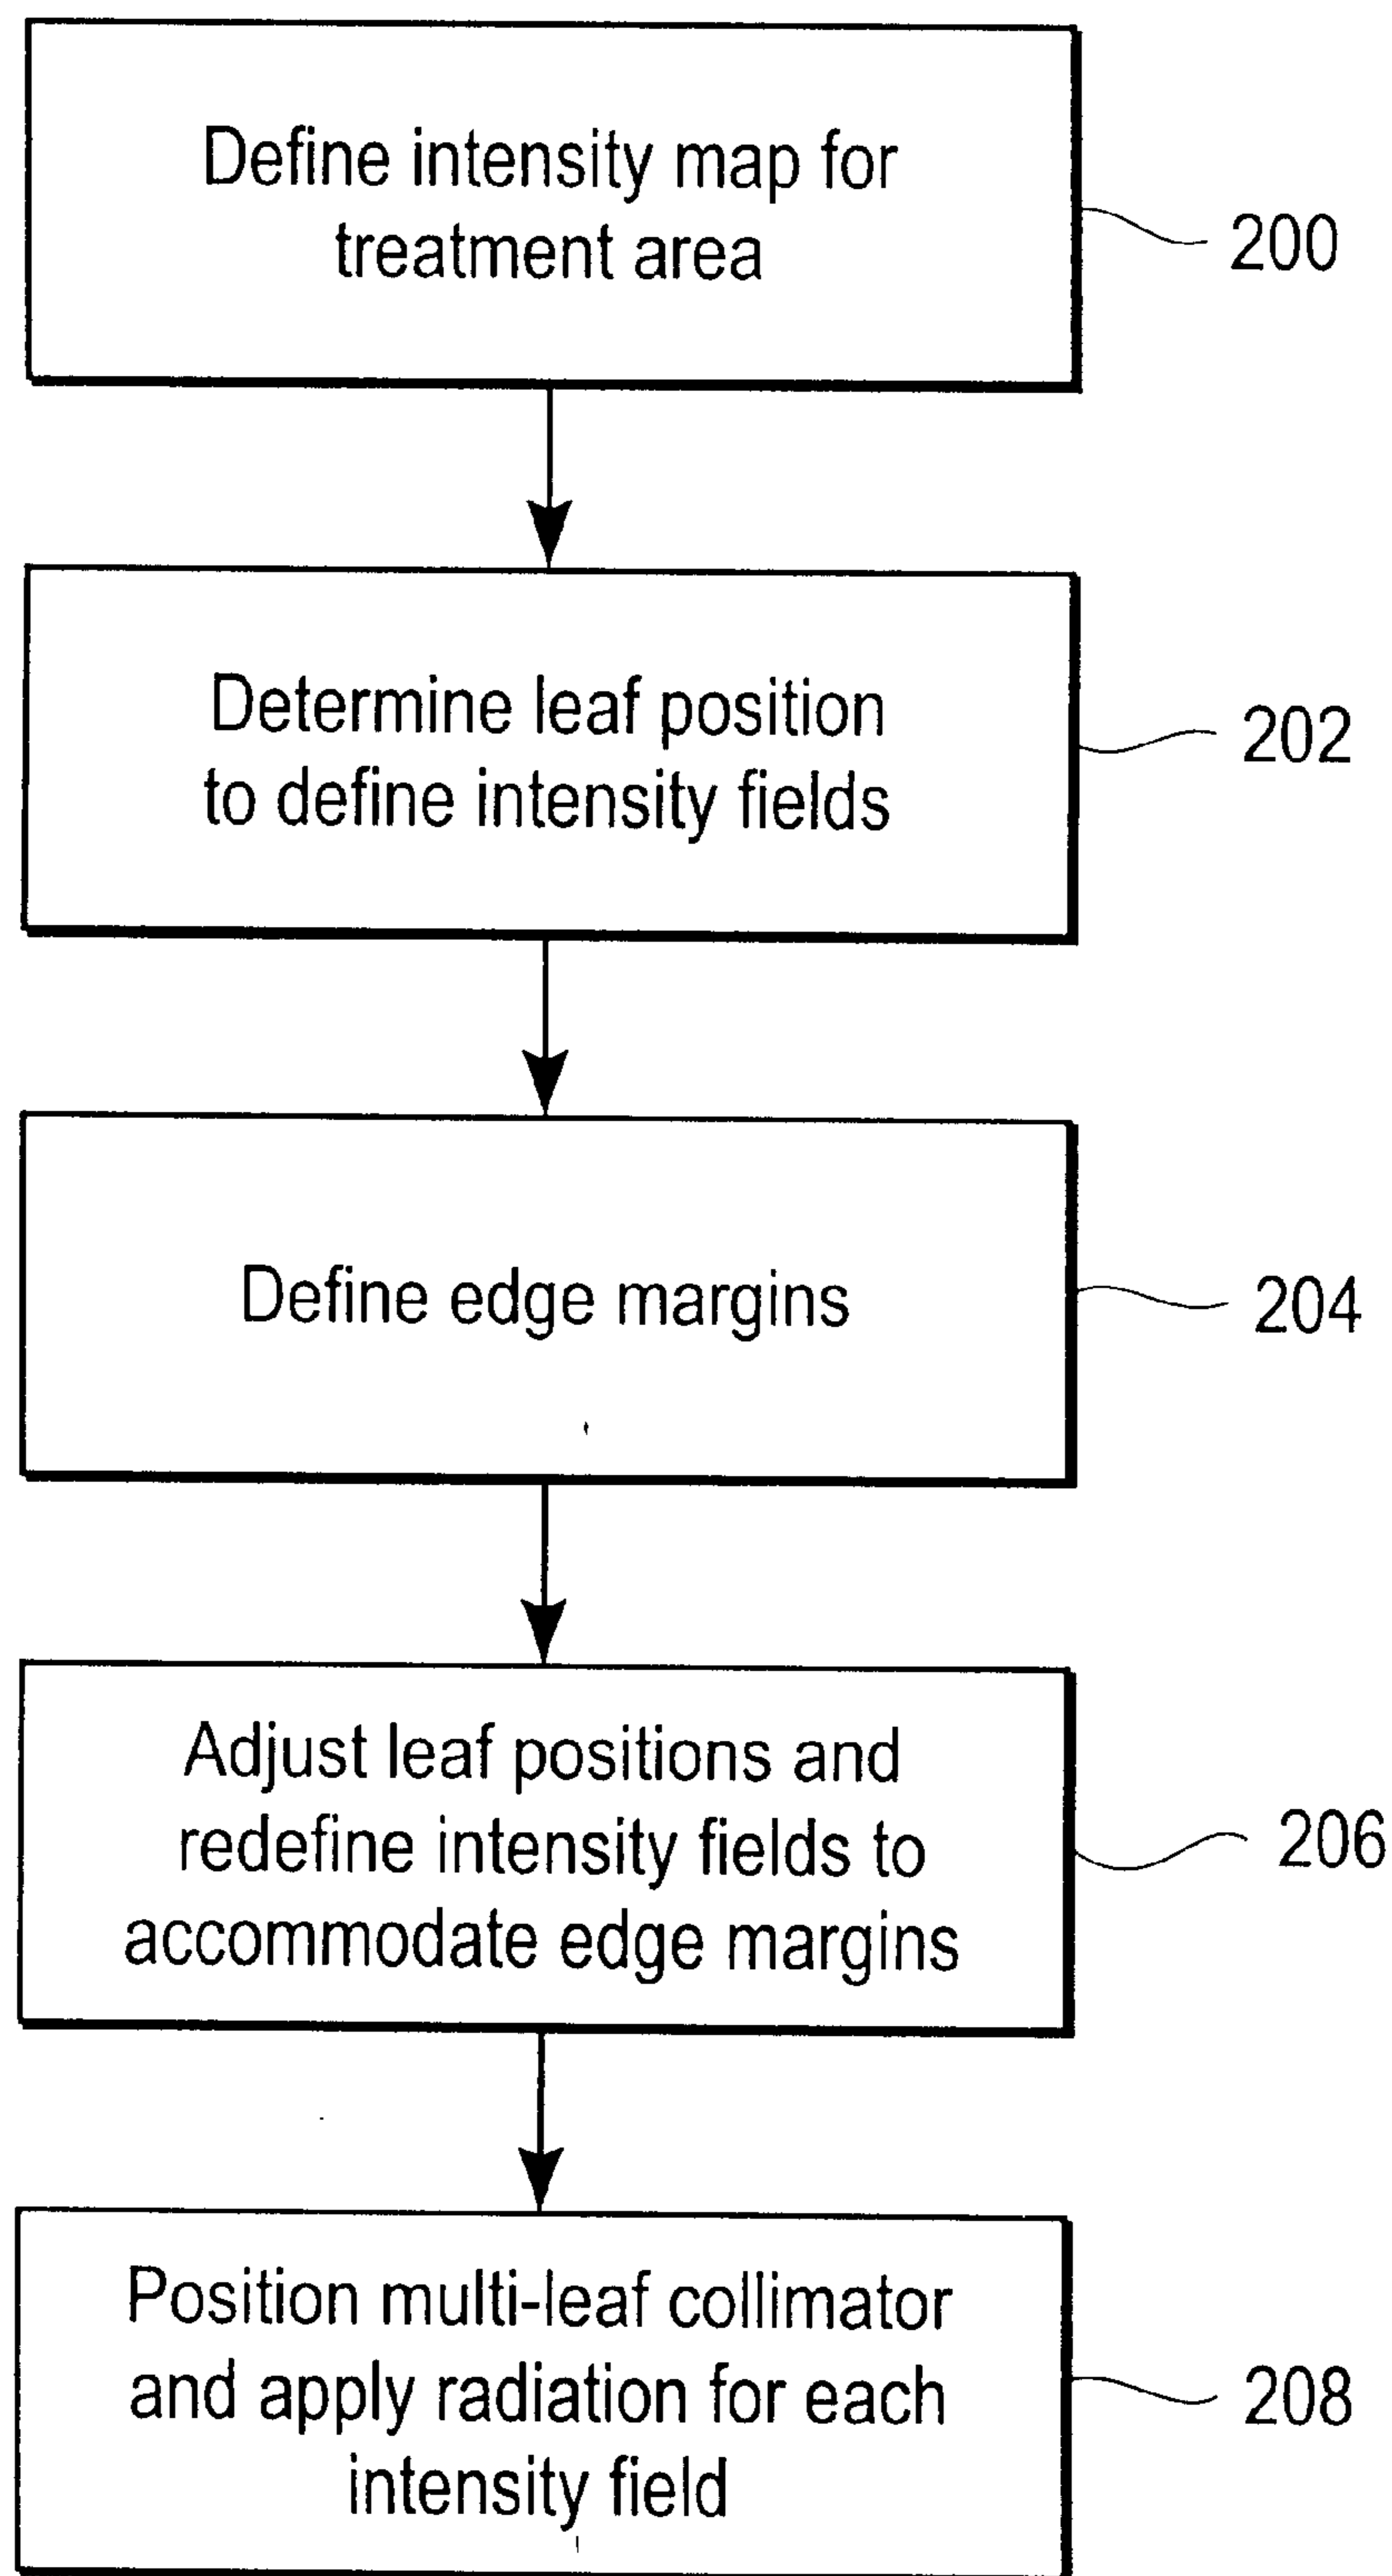 Define intensity map for
treatment area
200
Determine leaf position
to define intensity fields
202
Define edge margins
204
Adjust leaf positions and
redefine intensity fields to
accommodate edge margins
206
Position multi-leaf collimator
and apply radiation for each
intensity field
208